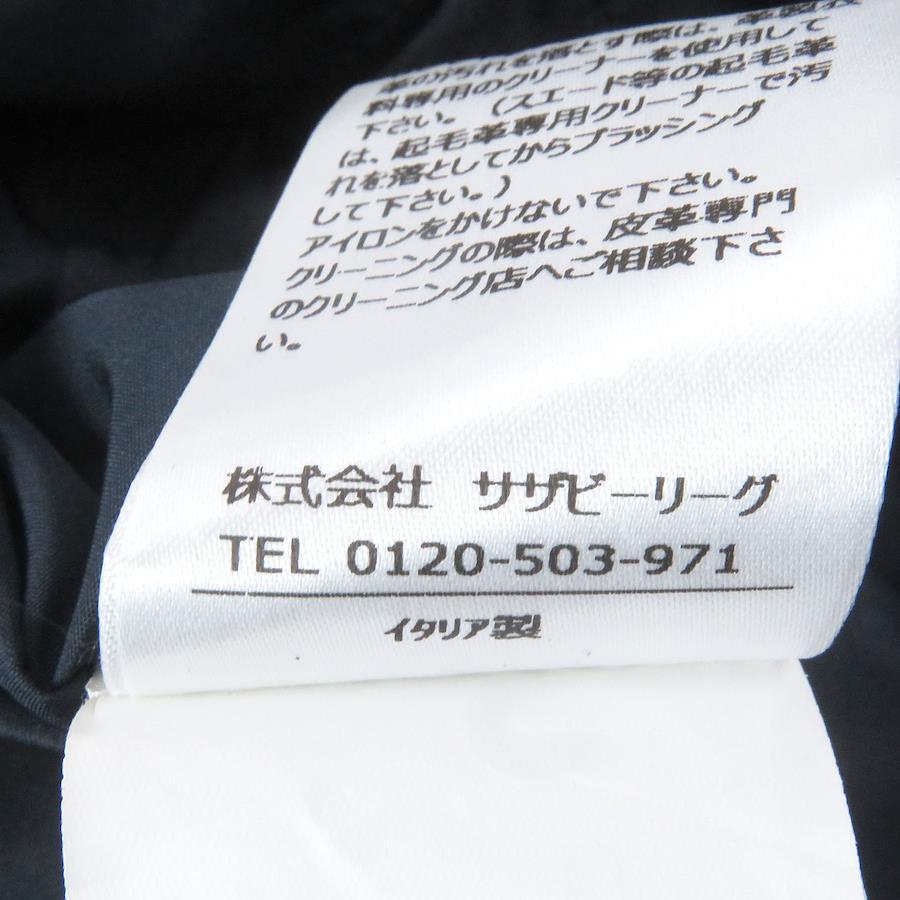 革の汚れを落とす際は、革製衣
料専用のクリーナーを使用して
下さい。（スエード等の起毛革
は、起毛革専用クリーナーで汚
れを落としてからブラッシング
して下さい。）
アイロンをかけないで下さい。
クリーニングの際は、皮革専門
のクリーニング店へご相談下さ
い。
株式会社 サザビーリーグ
TEL 0120-503-971
イタリア製